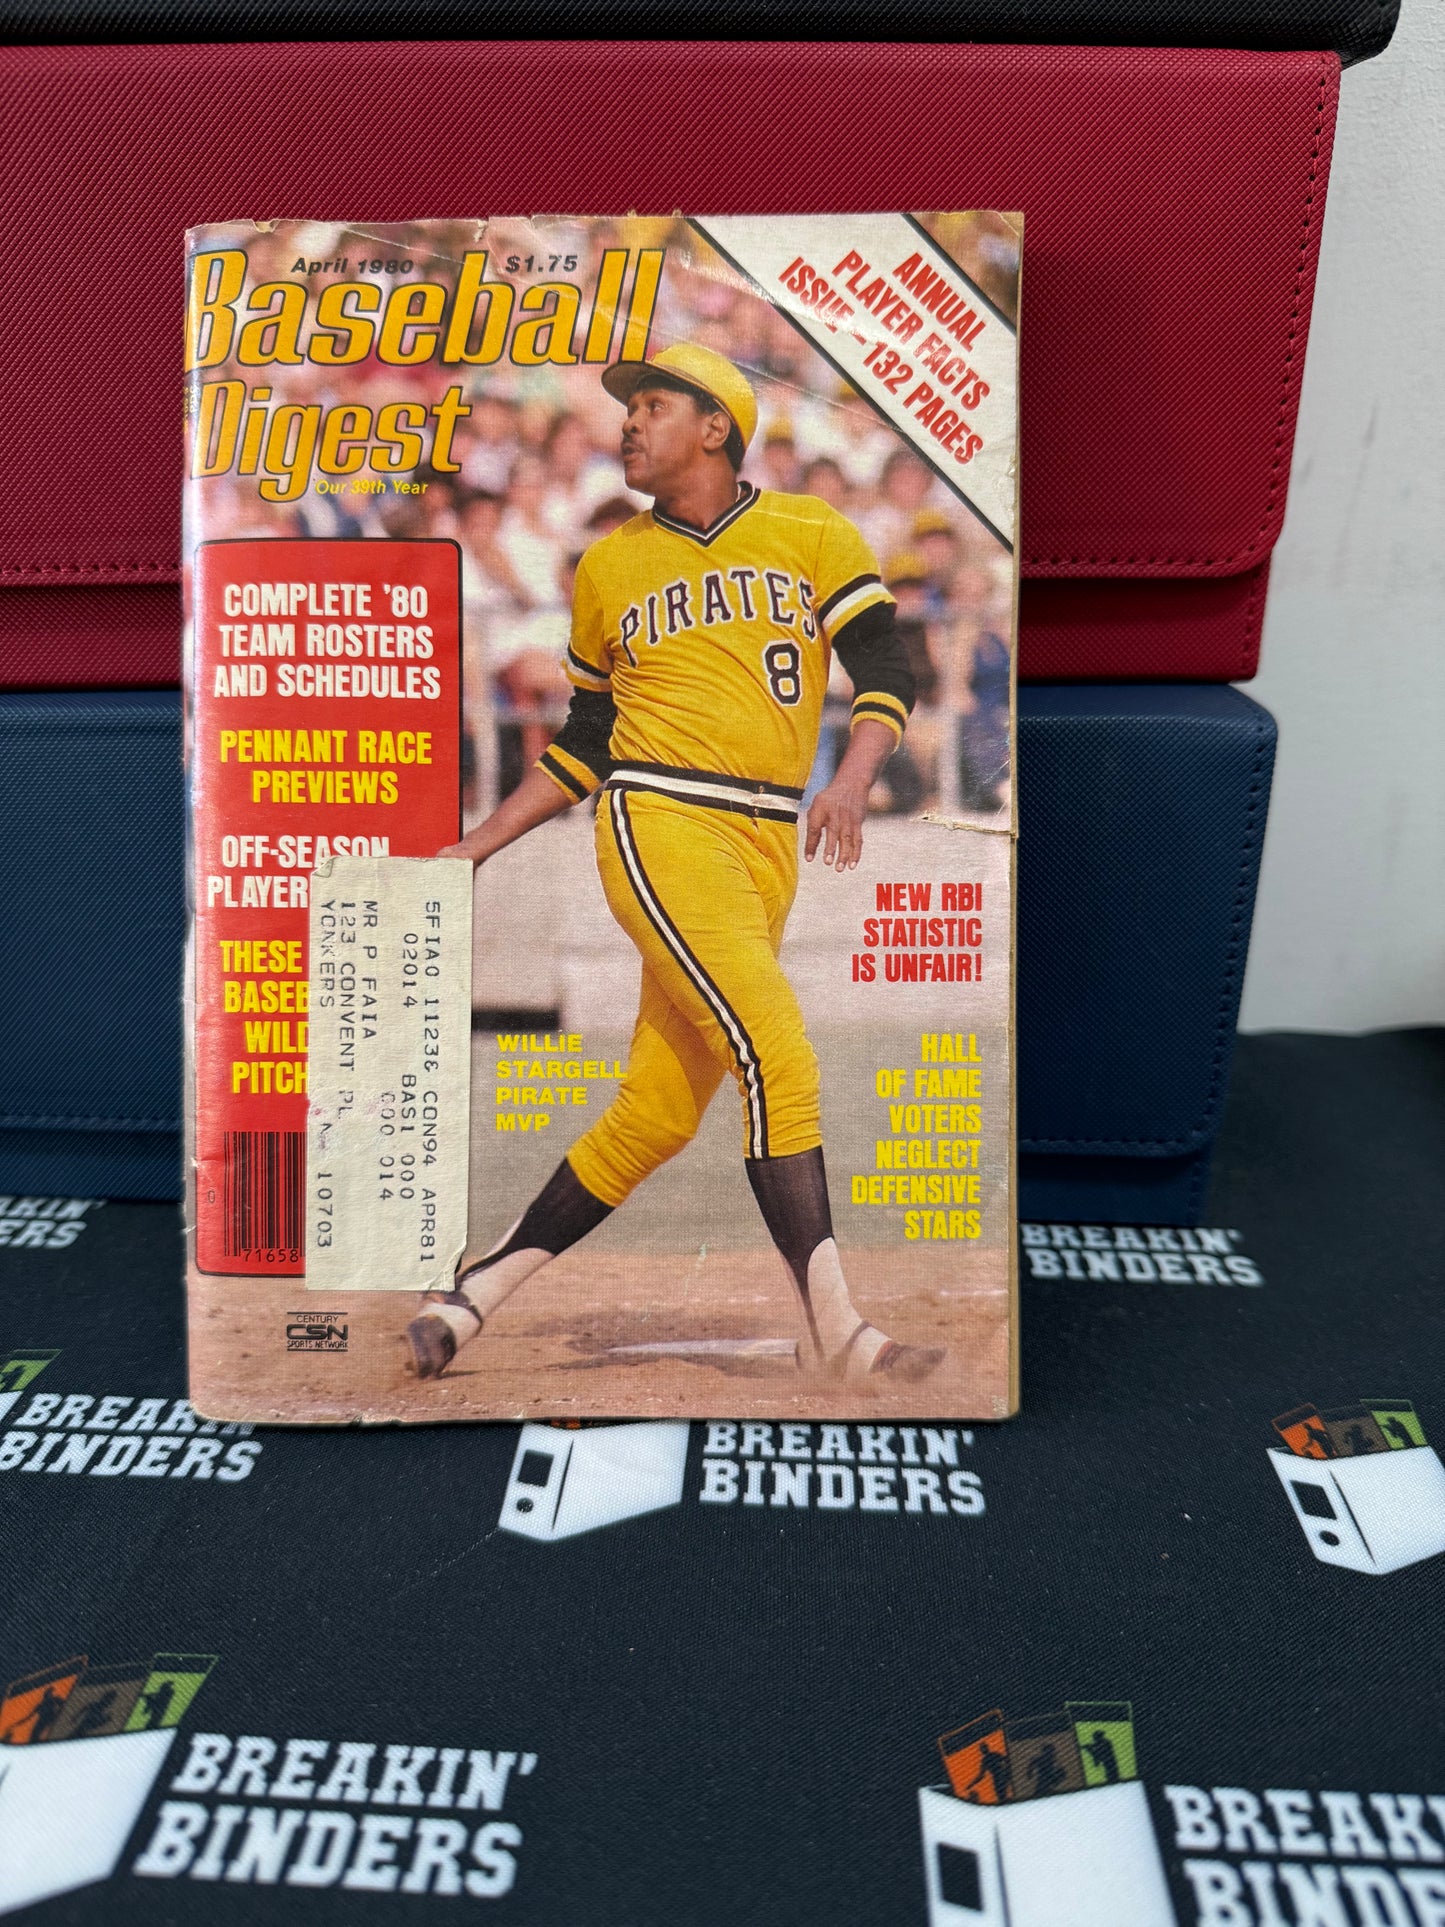 April 1980
$1.75
Baseball
Digest
Our 39th Year
ANNUAL
PLAYER FACTS
ISSUE—132 PAGES
COMPLETE '80
TEAM ROSTERS
AND SCHEDULES
PENNANT RACE
PREVIEWS
OFF-SEASON
PLAYER
THESE
BASEB
WILD
PITCH
PIRATES
8
5FIAO 11236 CON94 APR81
02014 BAS1 000
000 014
MR P FAIA
123 CONVENT PL
YONKERS
10703
NEW RBI
STATISTIC
IS UNFAIR!
WILLIE
STARGELL
PIRATE
MVP
HALL
OF FAME
VOTERS
NEGLECT
DEFENSIVE
STARS
0
71658
CENTURY
CSN
SPORTS NETWORK
BREAKIN'
BINDERS
BREAKIN'
BINDERS
BREAKIN'
BINDERS
BREAKIN'
BINDERS